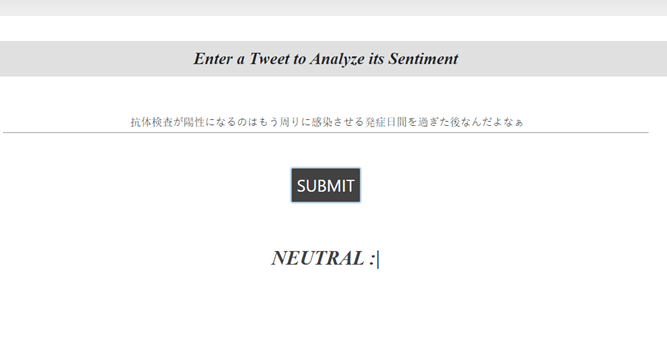 Enter a Tweet to Analyze its Sentiment
抗体検査が陽性になるのはもう周りに感染させる発症日間を過ぎた後なんだよなぁ
SUBMIT
NEUTRAL :|